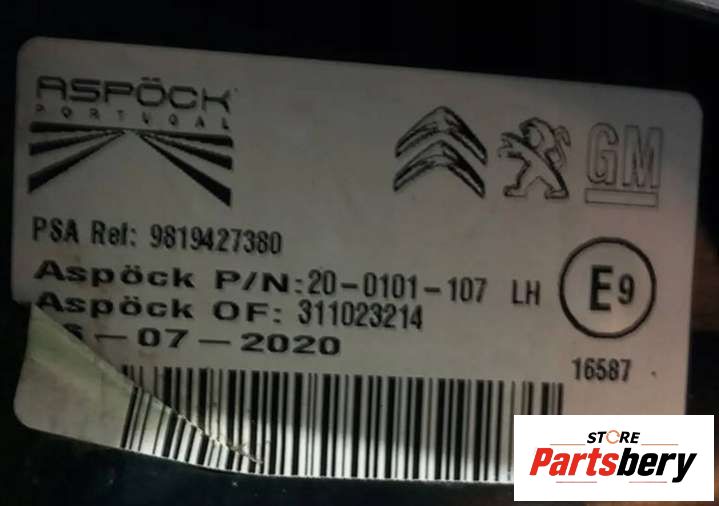 ASPÖCK
PORTUGAL
GM
PSA Ref: 9819427380
Aspöck P/N:20-0101-107 LH
E9
Aspöck OF: 311023214
-07-2020
16587
STORE
Partsbery